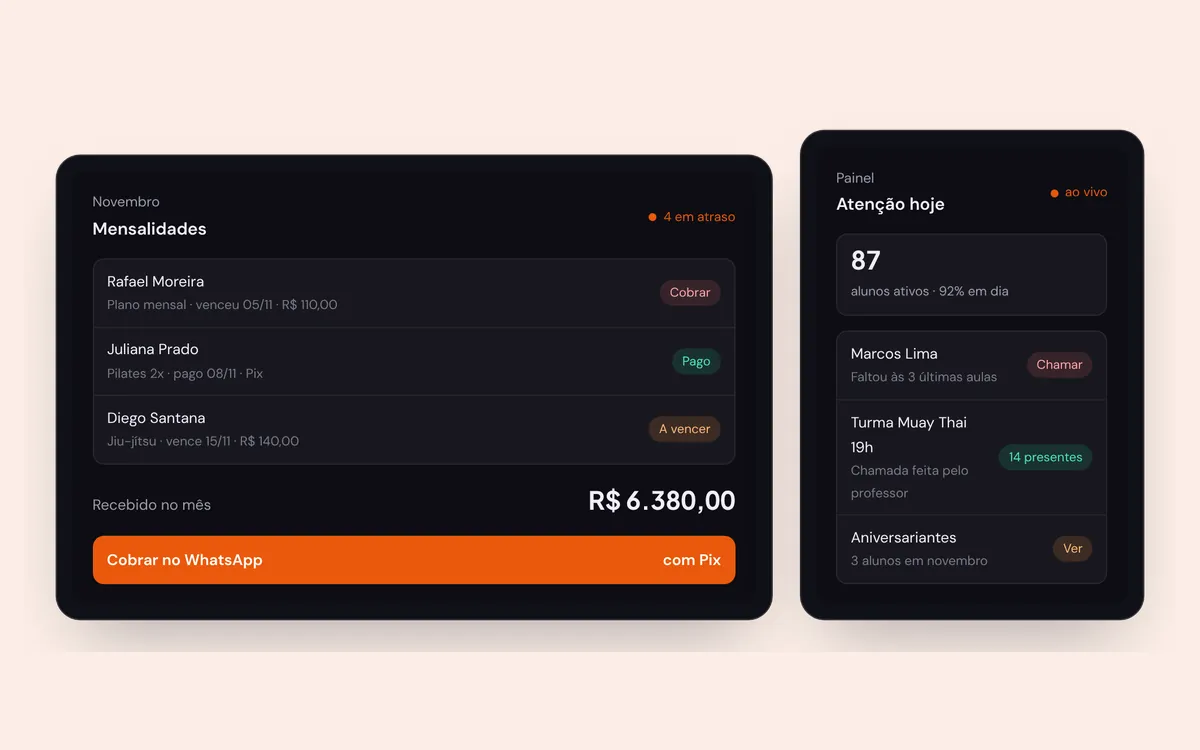 Novembro
Mensalidades
4 em atraso
Rafael Moreira
Plano mensal · venceu 05/11 · R$ 110,00
Cobrar
Juliana Prado
Pilates 2x · pago 08/11 · Pix
Pago
Diego Santana
Jiu-jítsu · vence 15/11 · R$ 140,00
A vencer
Recebido no mês
R$ 6.380,00
Cobrar no WhatsApp
com Pix
Painel
Atenção hoje
ao vivo
87
alunos ativos · 92% em dia
Marcos Lima
Faltou às 3 últimas aulas
Chamar
Turma Muay Thai
19h
Chamada feita pelo
professor
14 presentes
Aniversariantes
3 alunos em novembro
Ver